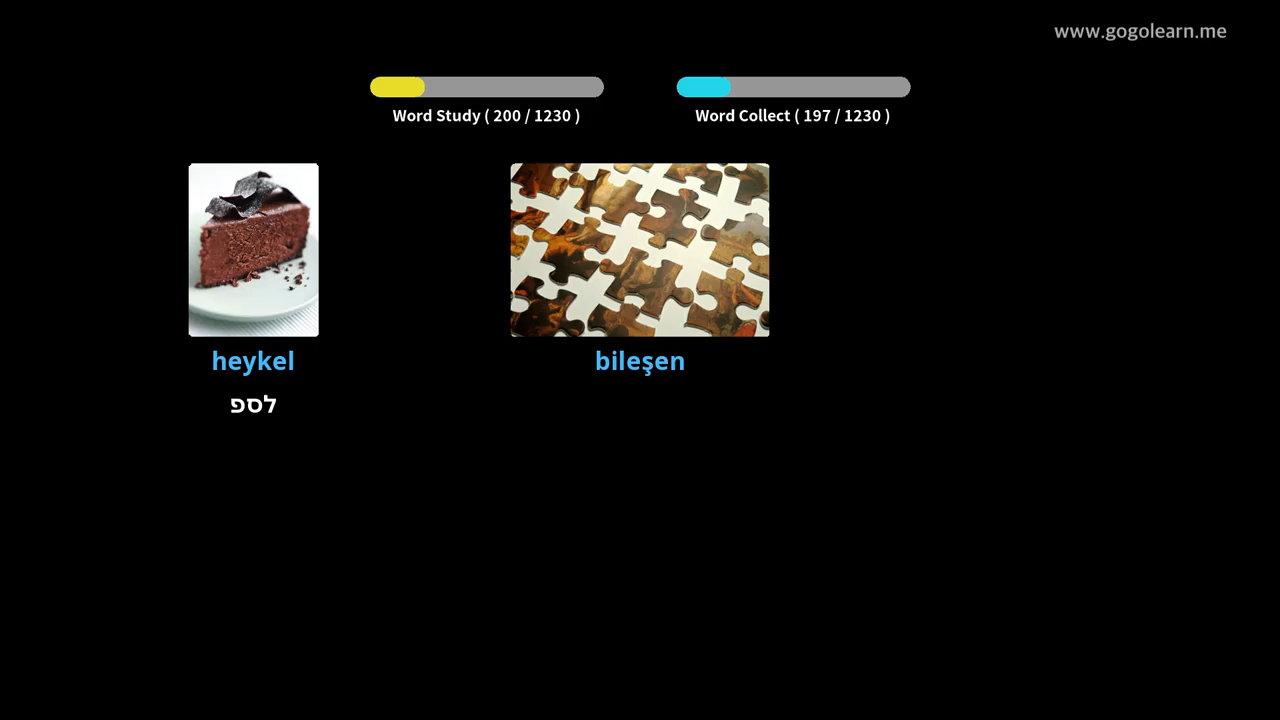 www.gogolearn.me
Word Study ( 200 / 1230 )
Word Collect ( 197 / 1230 )
heykel
bileşen
לספ